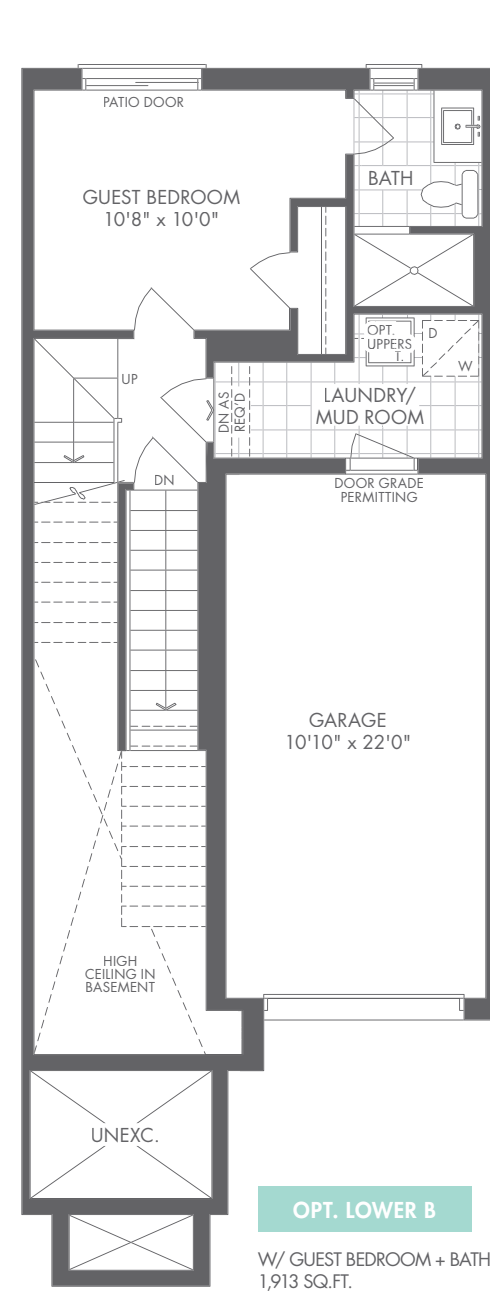 PATIO DOOR
GUEST BEDROOM
10'8" x 10'0"
BATH
OPT.
UPPERS
T.
D
W
UP
DN AS
REQ'D
LAUNDRY/
MUD ROOM
DN
DOOR GRADE
PERMITTING
GARAGE
10'10" x 22'0"
HIGH
CEILING IN
BASEMENT
UNEXC.
OPT. LOWER B
W/ GUEST BEDROOM + BATH
1,913 SQ.FT.